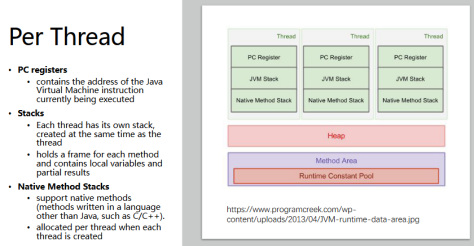 Per Thread
• PC registers
• contains the address of the Java
Virtual Machine instruction
currently being executed
• Stacks
• Each thread has its own stack,
created at the same time as the
thread
• holds a frame for each method
and contains local variables and
partial results
• Native Method Stacks
• support native methods
(methods written in a language
other than Java, such as C/C++).
• allocated per thread when each
thread is created
Thread
PC Register
JVM Stack
Native Method Stack
Thread
PC Register
JVM Stack
Native Method Stack
Thread
PC Register
JVM Stack
Native Method Stack
Heap
Method Area
Runtime Constant Pool
https://www.programcreek.com/wp-
content/uploads/2013/04/JVM-runtime-data-area.jpg